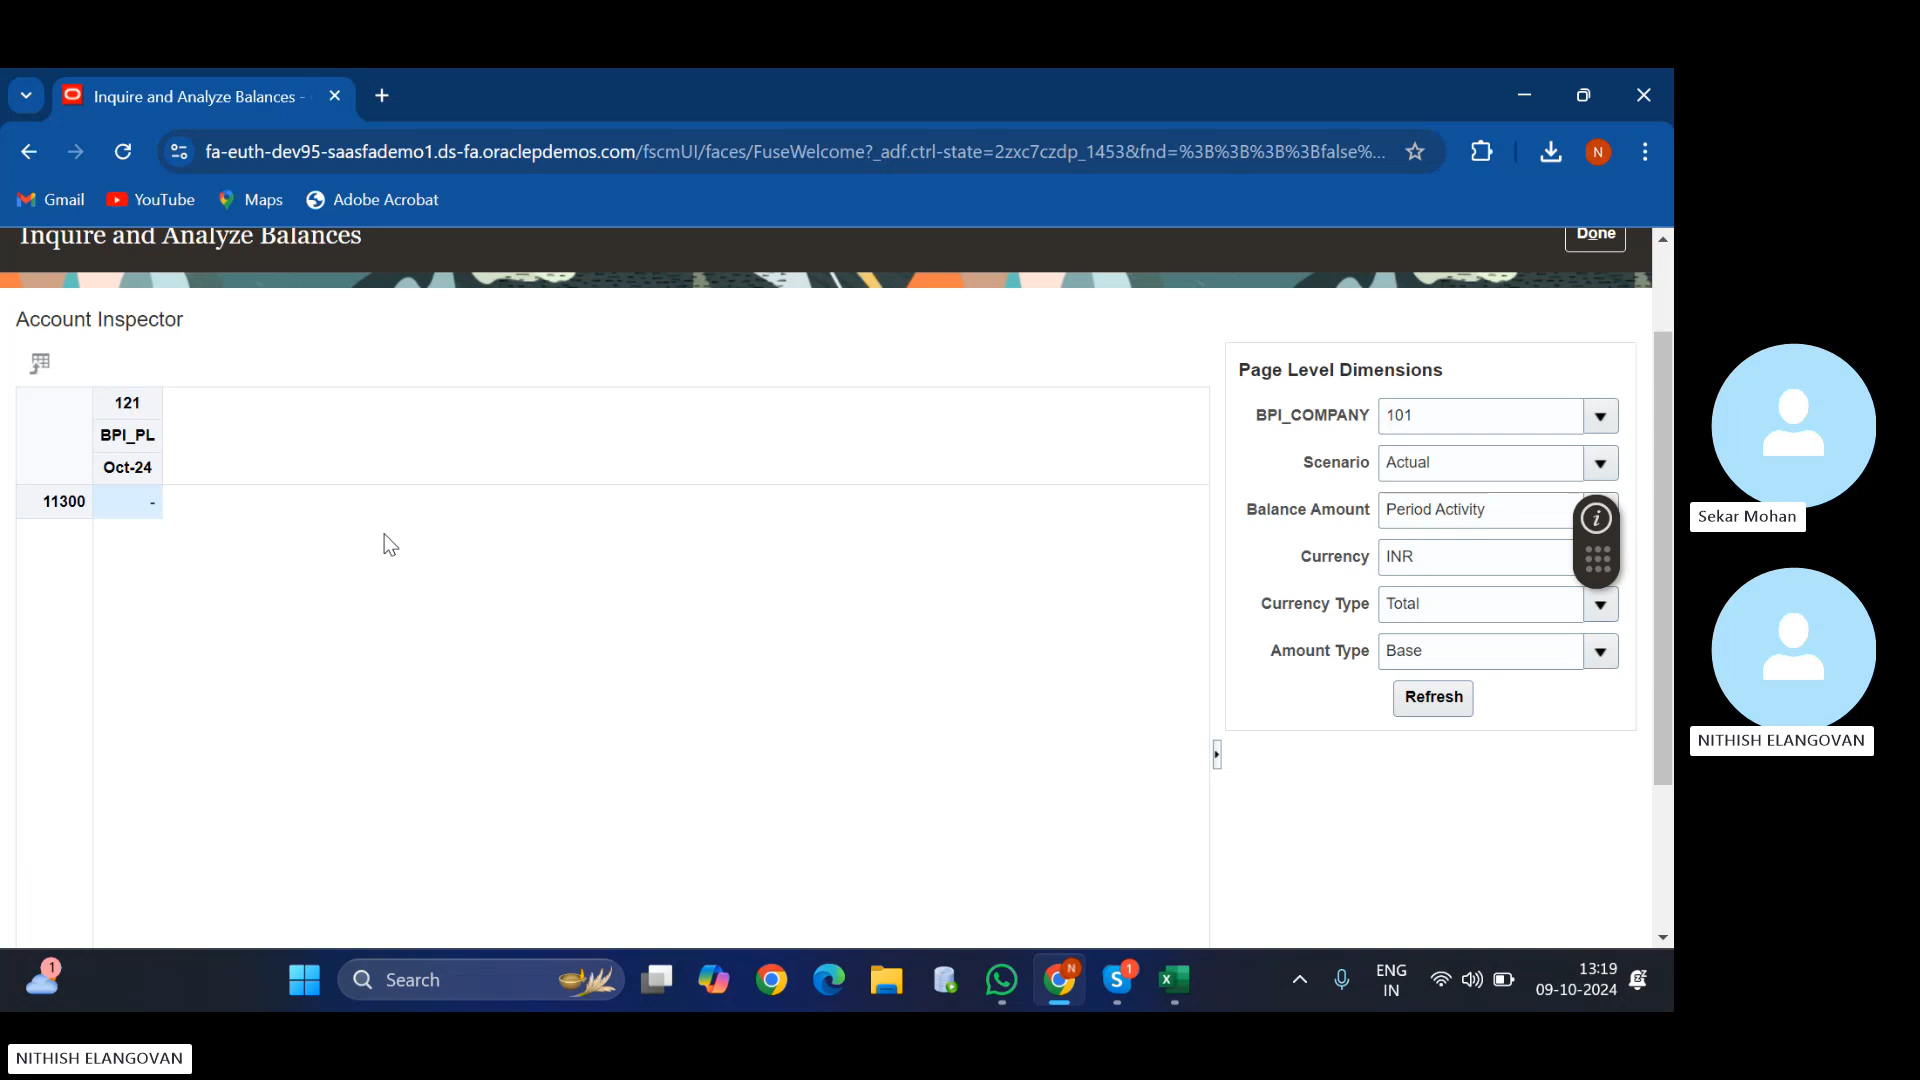 Inquire and Analyze Balances -
fa-euth-dev95-saasfademo1.ds-fa.oraclepdemos.com/fscmUI/faces/FuseWelcome?_adf.ctrl-state=2zxc7czdp_1453&fnd=%3B%3B%3B%3Bfalse%...
N
Gmail
YouTube
Maps
Adobe Acrobat
Inquire and Analyze Balances
Done
Account Inspector
121
BPI_PL
Oct-24
11300
-
Page Level Dimensions
BPI_COMPANY 101
Scenario Actual
Balance Amount Period Activity
Currency INR
Currency Type Total
Amount Type Base
Refresh
i
Sekar Mohan
NITHISH ELANGOVAN
1
Search
N
S 1
X
ENG
IN
13:19
09-10-2024
NITHISH ELANGOVAN